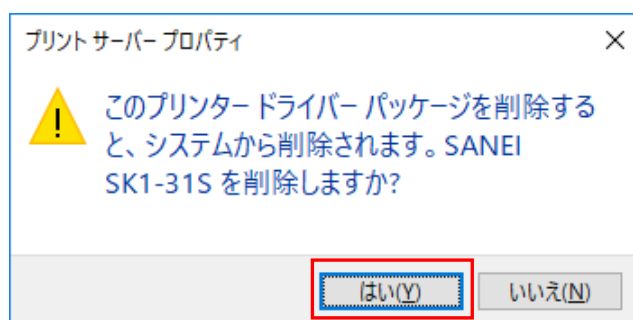 プリント サーバー プロパティ
このプリンター ドライバー パッケージを削除する
と、システムから削除されます。SANEI
SK1-31S を削除しますか?
はい(Y)
いいえ(N)